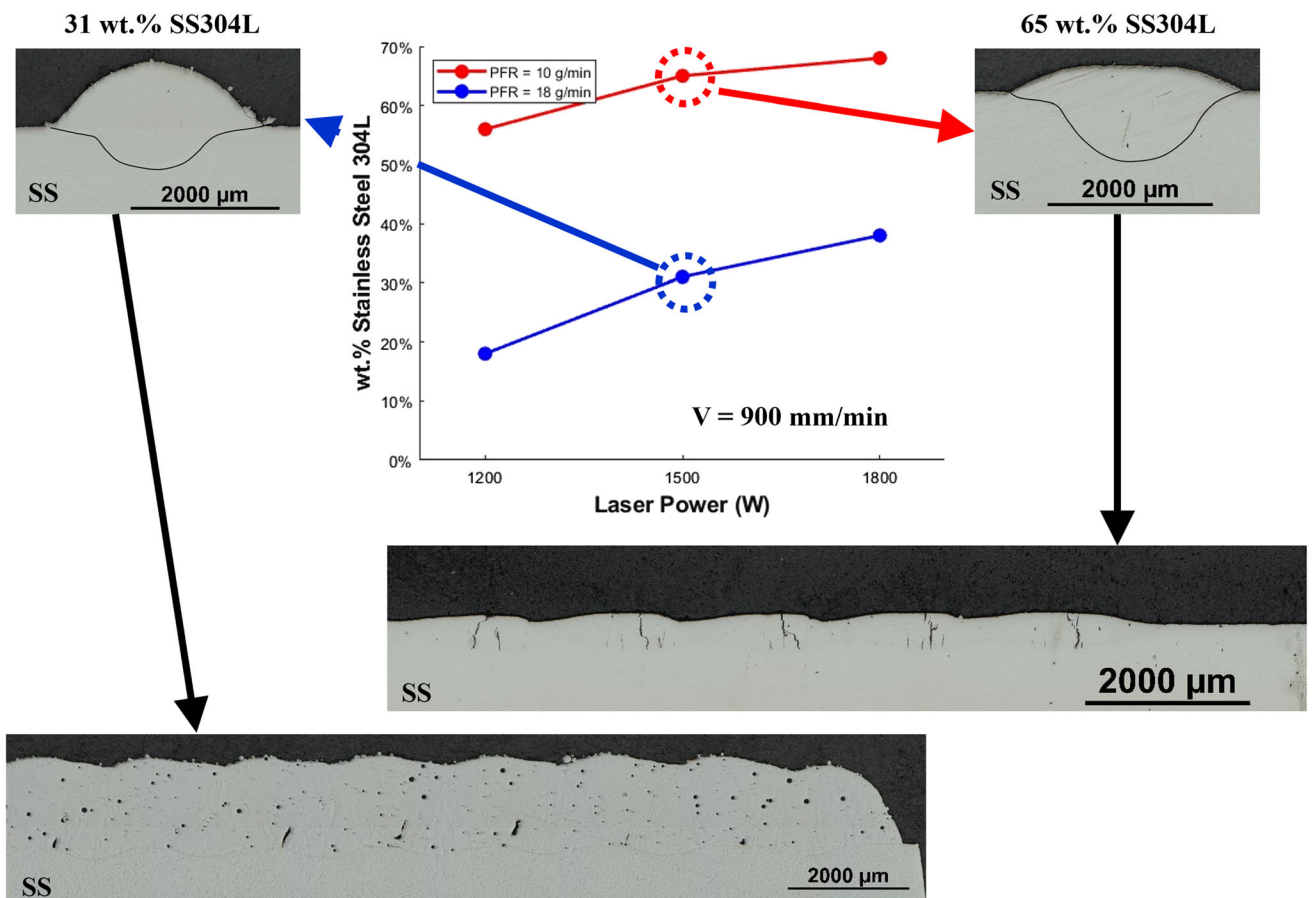 31 wt.% SS304L
65 wt.% SS304L
SS
2000 µm
wt.% Stainless Steel 304L
70%
60%
50%
40%
30%
20%
10%
0%
PFR = 10 g/min
PFR = 18 g/min
V = 900 mm/min
1200
1500
1800
Laser Power (W)
SS
2000 µm
SS
2000 µm
SS
2000 µm